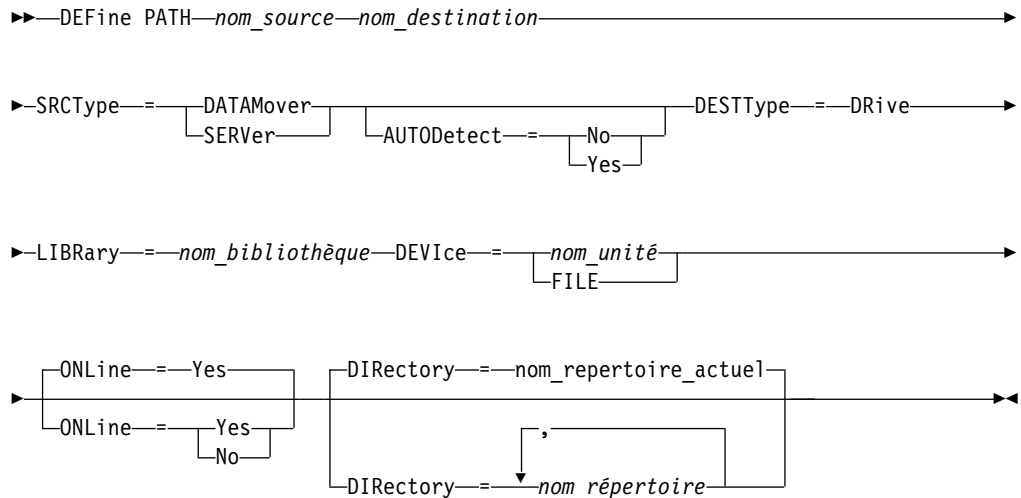 DEFine PATH nom_source nom_destination
SRCType = DATAMover DESTType = DRive
SERVer AUTODetect = No
Yes
LIBRary = nom_bibliothèque DEVIce = nom_unité
FILE
ONLine = Yes DIRectory = nom_repertoire_actuel
ONLine = Yes ,
No
DIRectory = nom répertoire